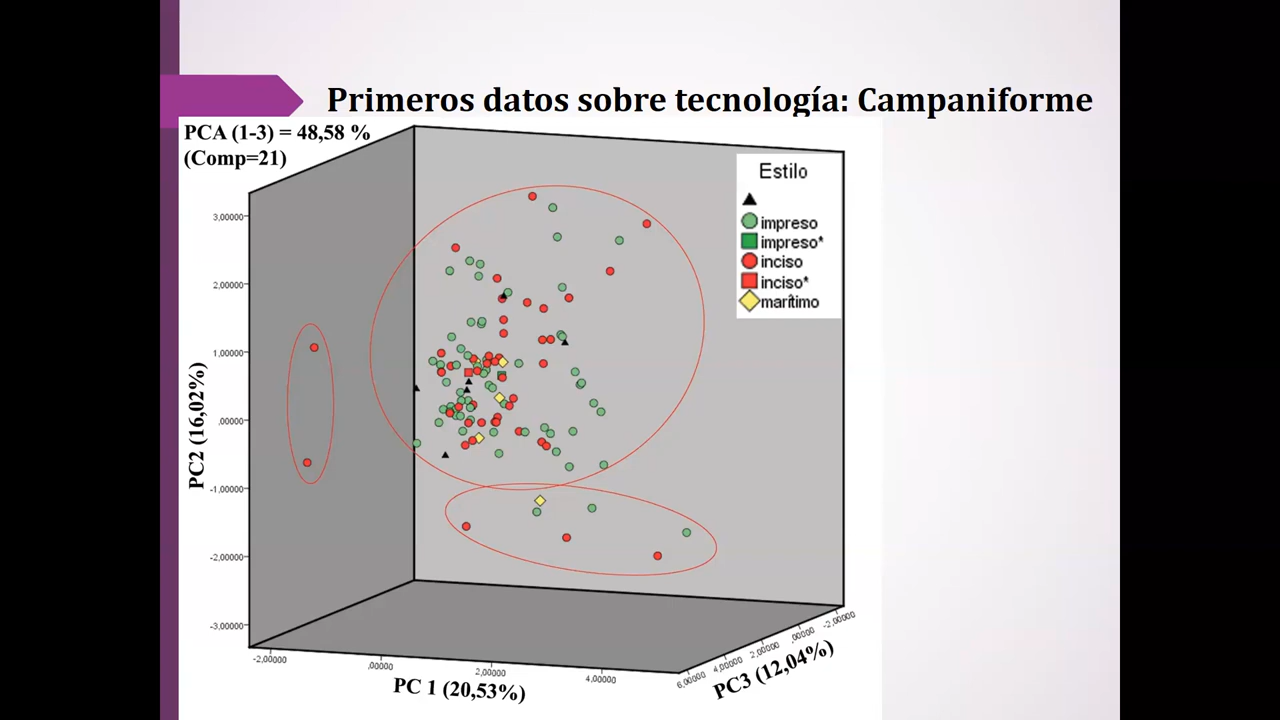 Primeros datos sobre tecnología: Campaniforme
PCA (1-3) = 48,58 %
(Comp=21)
Estilo
impreso
impreso*
inciso
inciso*
marítimo
3,00000
2,00000
1,00000
,00000
-1,00000
-2,00000
-3,00000
PC2 (16,02%)
-2,00000
,00000
2,00000
4,00000
PC 1 (20,53%)
6,00000
4,00000
2,00000
,00000
-2,00000
PC3 (12,04%)